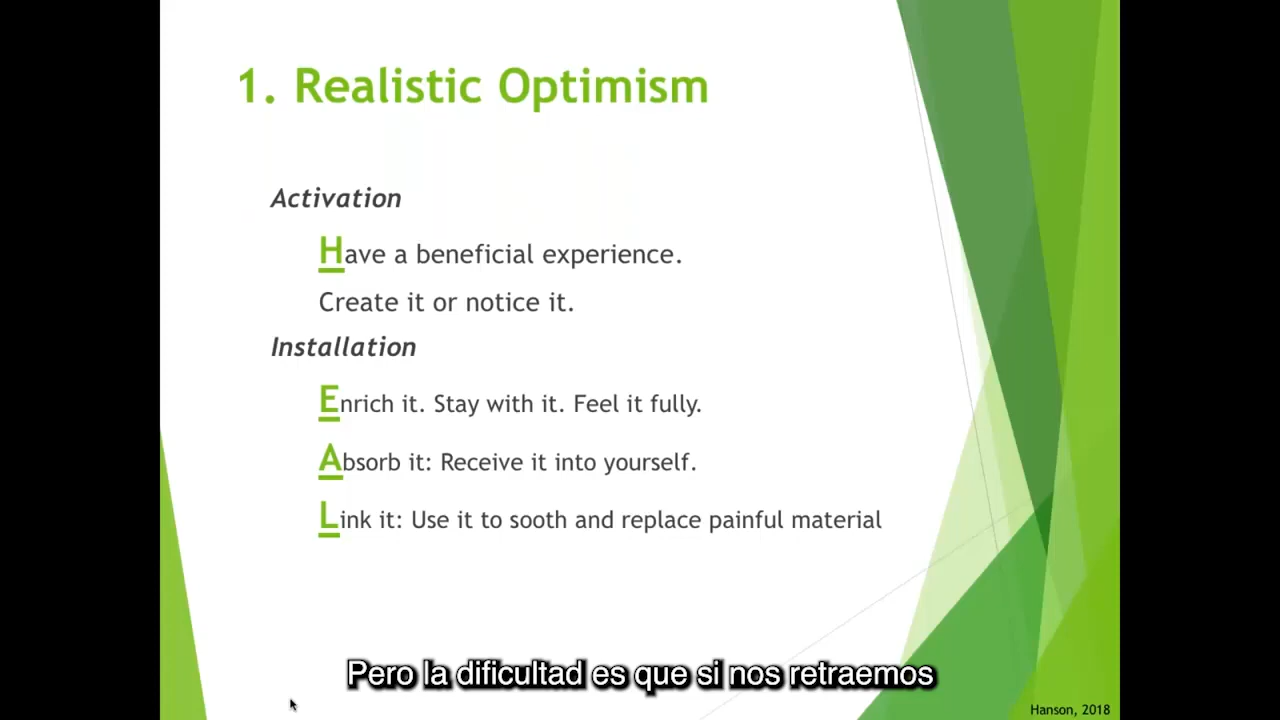 1. Realistic Optimism
Activation
Have a beneficial experience.
Create it or notice it.
Installation
Enrich it. Stay with it. Feel it fully.
Absorb it: Receive it into yourself.
Link it: Use it to sooth and replace painful material
Pero la dificultad es que si nos retraemos
Hanson, 2018